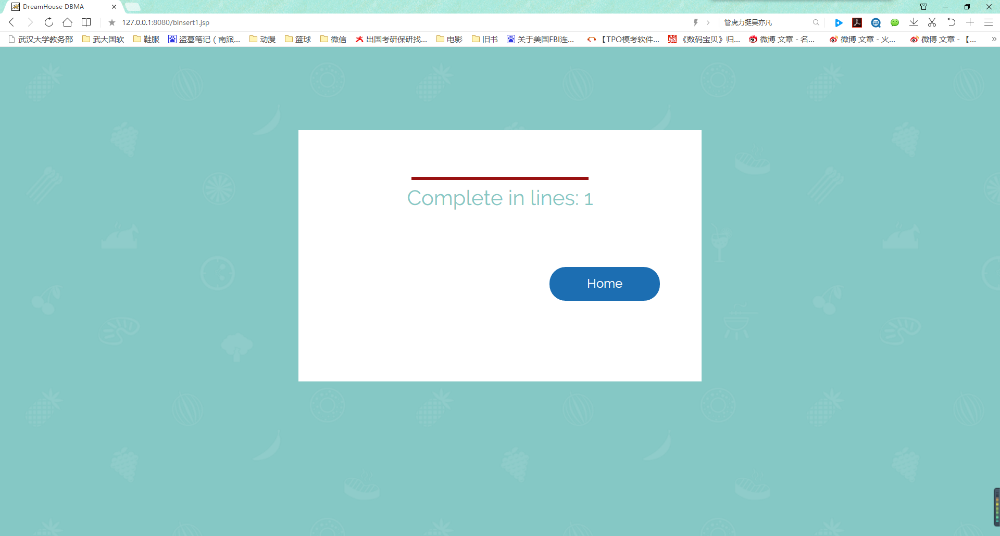 DreamHouse DBMA
127.0.0.1:8080/binsert1.jsp
管虎力挺吴亦凡
武汉大学教务部 武大国软 鞋服 盗墓笔记（南派... 动漫 篮球 微信 出国考研保研找... 电影 旧书 关于美国FBI连... 【TPO模考软件... 《数码宝贝》归... 微博 文章 - 名... 微博 文章 - 火... 微博 文章 - 【...
Complete in lines: 1
Home